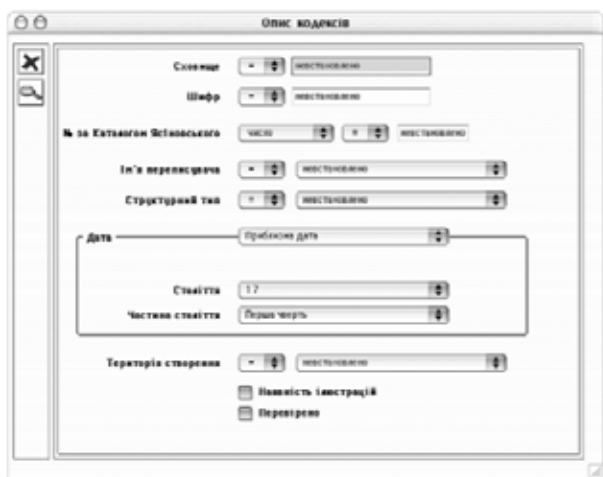 Опис кодексів
Сховище = невстановлено
Шифр = невстановлено
№ за Каталогом Ясіновського число = невстановлено
Ім'я переписувача = невстановлено
Структурний тип = невстановлено
Дата Приблизна дата
Століття 17
Частина століття Перша чверть
Територія створення = невстановлено
Наявність ілюстрацій
Перевірено